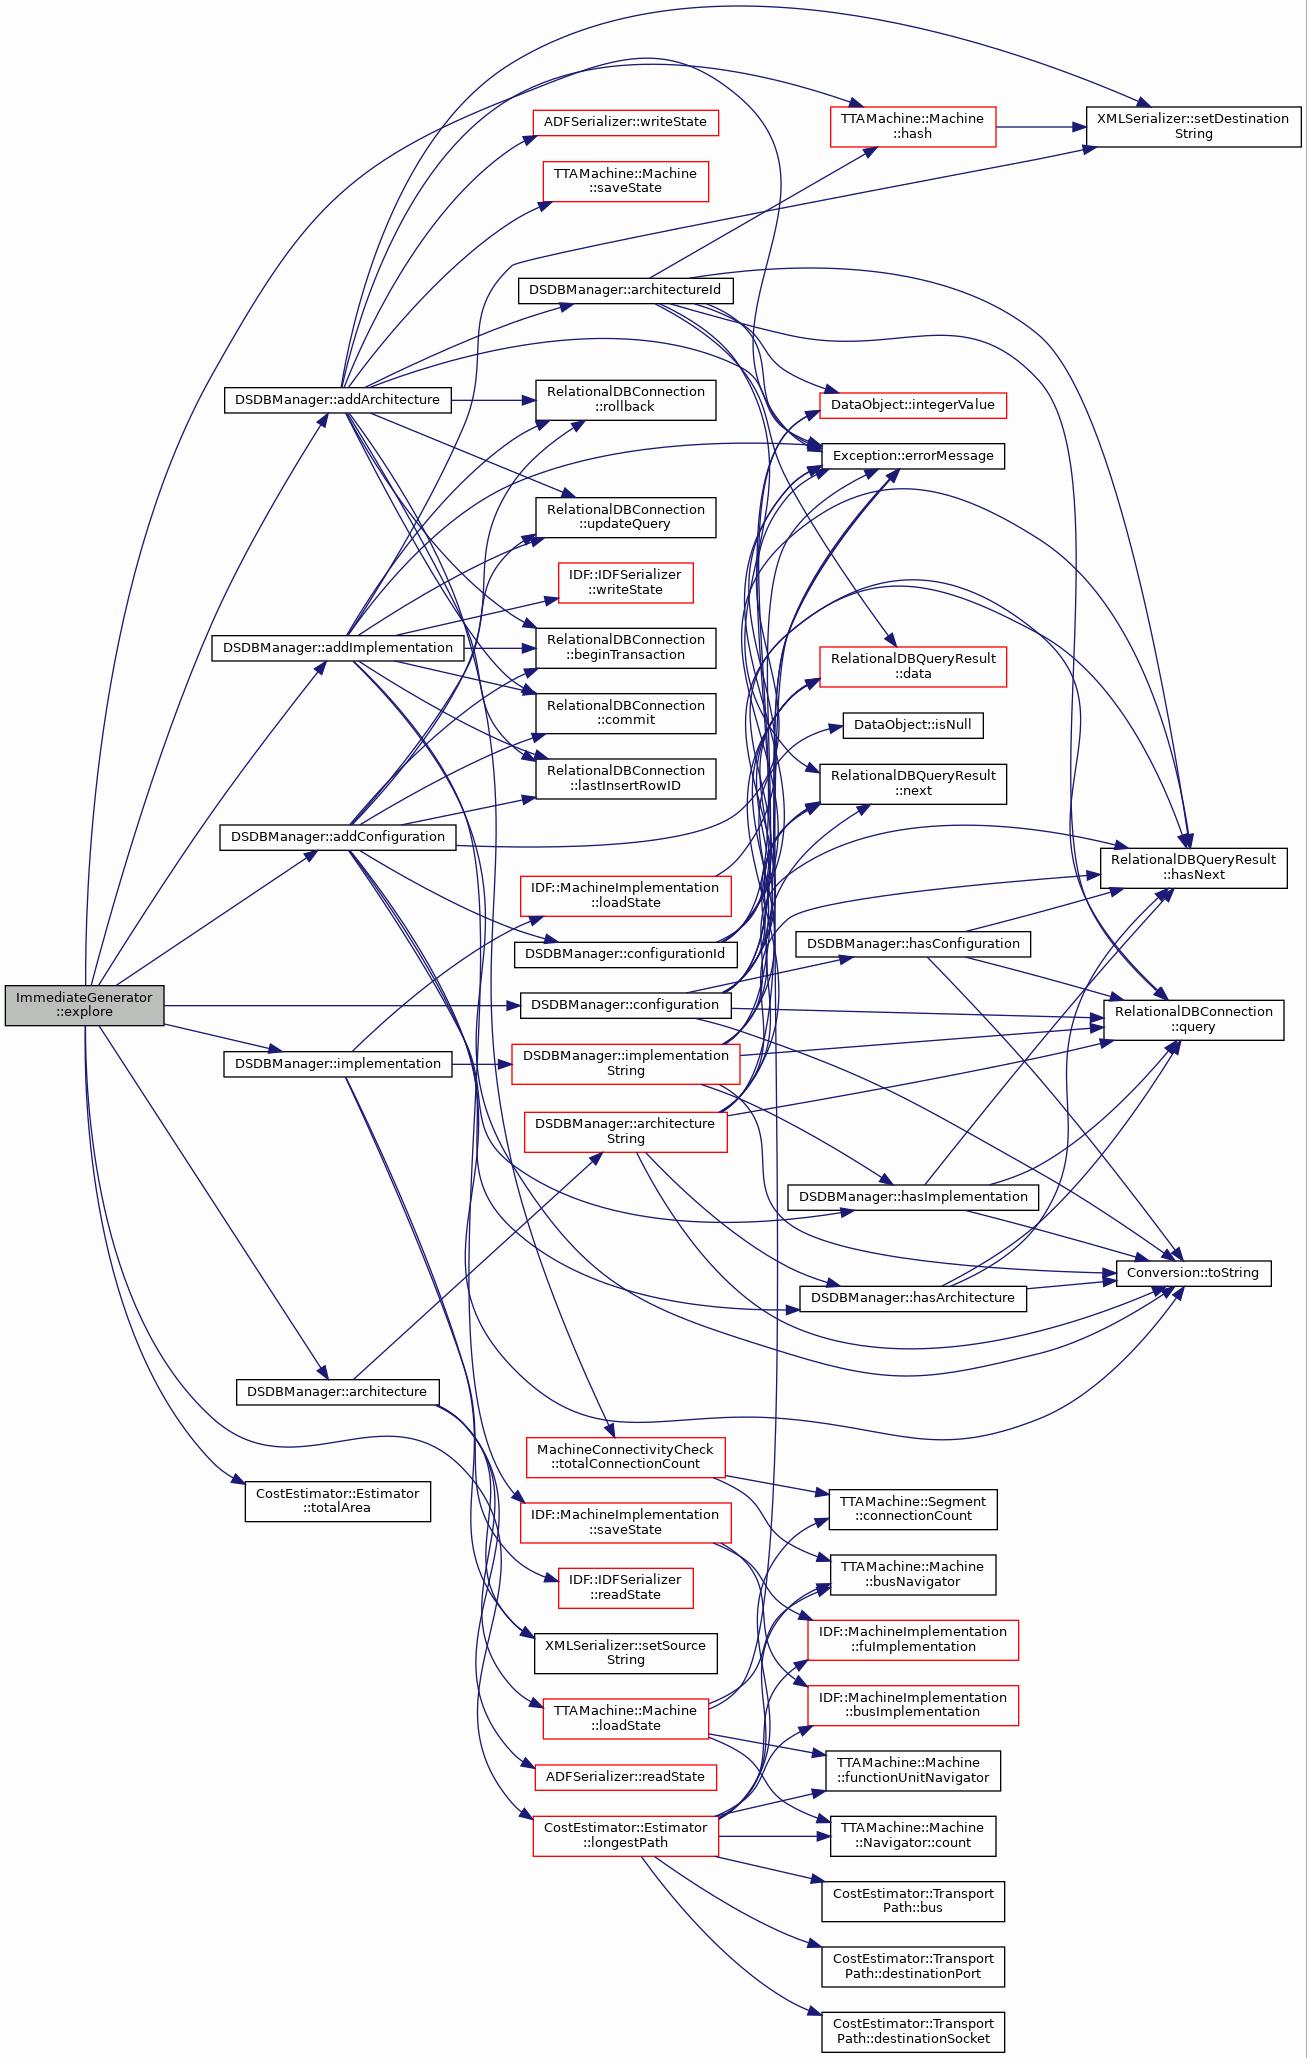 ImmediateGenerator
::explore
DSDBManager::addArchitecture
DSDBManager::addImplementation
DSDBManager::addConfiguration
DSDBManager::implementation
DSDBManager::architecture
CostEstimator::Estimator
::totalArea
ADFSerializer::writeState
TTAMachine::Machine
::saveState
DSDBManager::architectureId
RelationalDBConnection
::rollback
RelationalDBConnection
::updateQuery
IDF::IDFSerializer
::writeState
RelationalDBConnection
::beginTransaction
RelationalDBConnection
::commit
RelationalDBConnection
::lastInsertRowID
IDF::MachineImplementation
::loadState
DSDBManager::configurationId
DSDBManager::configuration
DSDBManager::implementation
String
DSDBManager::architecture
String
MachineConnectivityCheck
::totalConnectionCount
IDF::MachineImplementation
::saveState
IDF::IDFSerializer
::readState
XMLSerializer::setSource
String
TTAMachine::Machine
::loadState
ADFSerializer::readState
CostEstimator::Estimator
::longestPath
TTAMachine::Machine
::hash
DataObject::integerValue
Exception::errorMessage
RelationalDBQueryResult
::data
DataObject::isNull
RelationalDBQueryResult
::next
DSDBManager::hasConfiguration
DSDBManager::hasImplementation
DSDBManager::hasArchitecture
TTAMachine::Segment
::connectionCount
TTAMachine::Machine
::busNavigator
IDF::MachineImplementation
::fuImplementation
IDF::MachineImplementation
::busImplementation
TTAMachine::Machine
::functionUnitNavigator
TTAMachine::Machine
::Navigator::count
CostEstimator::Transport
Path::bus
CostEstimator::Transport
Path::destinationPort
CostEstimator::Transport
Path::destinationSocket
XMLSerializer::setDestination
String
RelationalDBQueryResult
::hasNext
RelationalDBConnection
::query
Conversion::toString